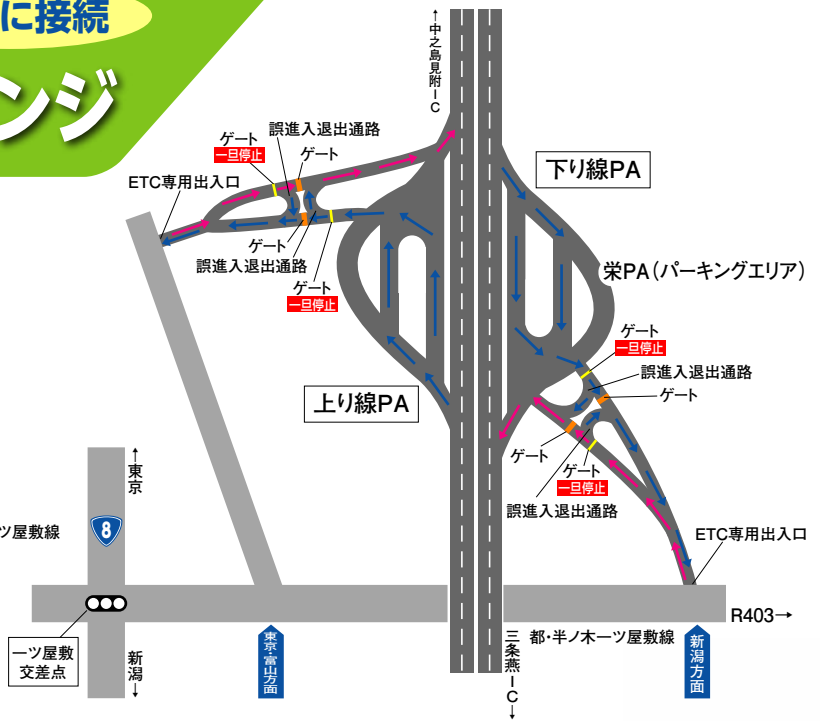 に接続
ンジ
↑中之島見附IC
誤進入退出通路
ゲート
一旦停止
ゲート
ETC専用出入口
下り線PA
ゲート
誤進入退出通路
ゲート
一旦停止
栄PA(パーキングエリア)
ゲート
一旦停止
誤進入退出通路
ゲート
上り線PA
ゲート
ゲート
一旦停止
誤進入退出通路
↑東京
ツ屋敷線
8
ETC専用出入口
R403→
一ツ屋敷
交差点
新潟↓
東京・富山方面
三条燕IC↓
都・半ノ木一ツ屋敷線
新潟方面